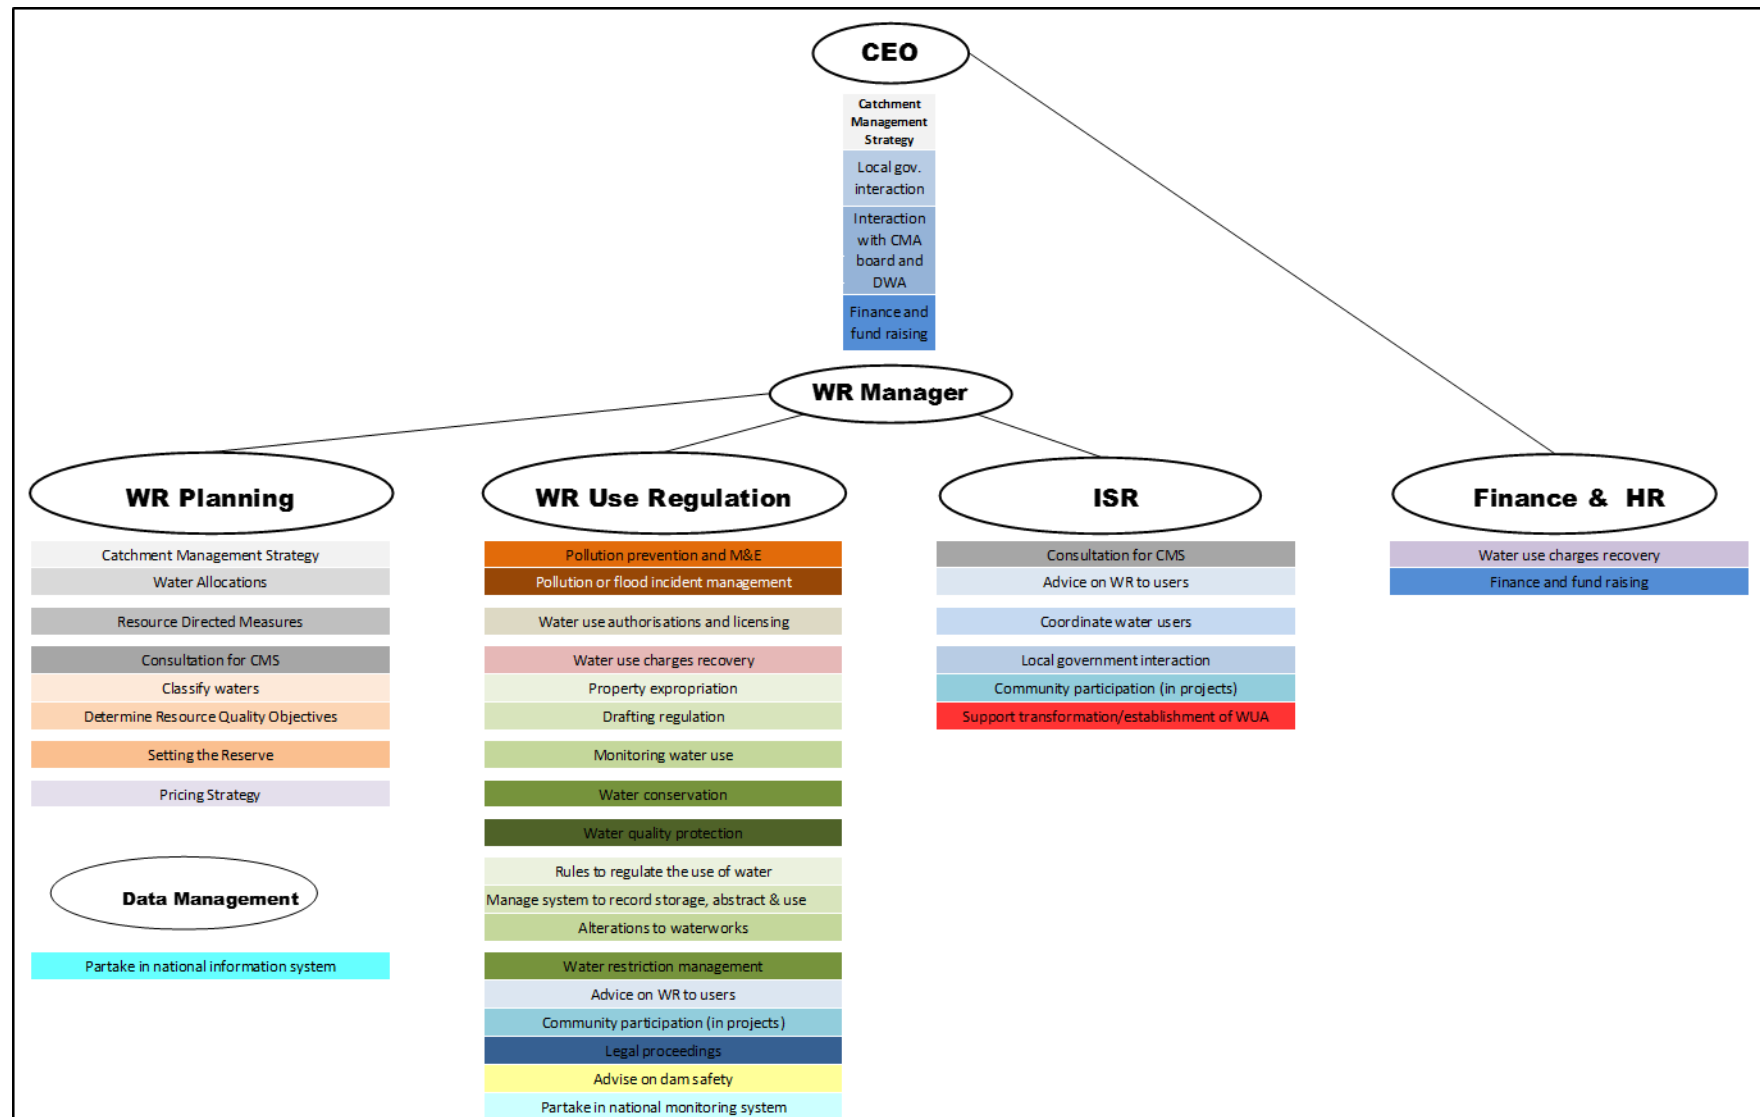 CEO
Catchment
Management
Strategy
Local gov.
interaction
Interaction
with CMA
board and
DWA
Finance and
fund raising
WR Manager
WR Planning
Catchment Management Strategy
Water Allocations
Resource Directed Measures
Consultation for CMS
Classify waters
Determine Resource Quality Objectives
Setting the Reserve
Pricing Strategy
Data Management
Partake in national information system
WR Use Regulation
Pollution prevention and M&E
Pollution or flood incident management
Water use authorisations and licensing
Water use charges recovery
Property expropriation
Drafting regulation
Monitoring water use
Water conservation
Water quality protection
Rules to regulate the use of water
Manage system to record storage, abstract & use
Alterations to waterworks
Water restriction management
Advice on WR to users
Community participation (in projects)
Legal proceedings
Advise on dam safety
Partake in national monitoring system
ISR
Consultation for CMS
Advice on WR to users
Coordinate water users
Local government interaction
Community participation (in projects)
Support transformation/establishment of WUA
Finance & HR
Water use charges recovery
Finance and fund raising